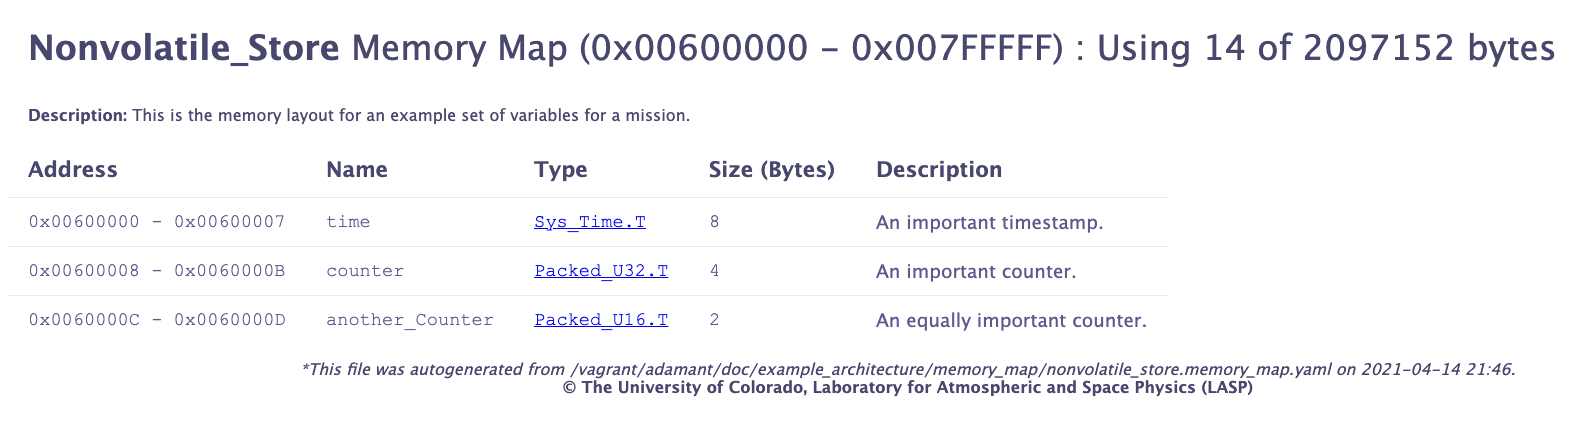 Nonvolatile_Store Memory Map (0x00600000 - 0x007FFFFF) : Using 14 of 2097152 bytes
Description: This is the memory layout for an example set of variables for a mission.
Address Name Type Size (Bytes) Description
0x00600000 - 0x00600007 time Sys_Time.T 8 An important timestamp.
0x00600008 - 0x0060000B counter Packed_U32.T 4 An important counter.
0x0060000C - 0x0060000D another_Counter Packed_U16.T 2 An equally important counter.
*This file was autogenerated from /vagrant/adamant/doc/example_architecture/memory_map/nonvolatile_store.memory_map.yaml on 2021-04-14 21:46.
© The University of Colorado, Laboratory for Atmospheric and Space Physics (LASP)